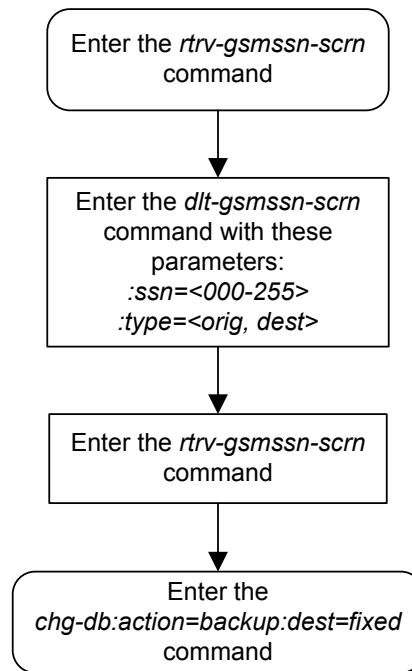 Enter the rtrv-gsmssn-scrn
command
Enter the dlt-gsmssn-scrn
command with these
parameters:
:ssn=<000-255>
:type=<orig, dest>
Enter the rtrv-gsmssn-scrn
command
Enter the
chg-db:action=backup:dest=fixed
command